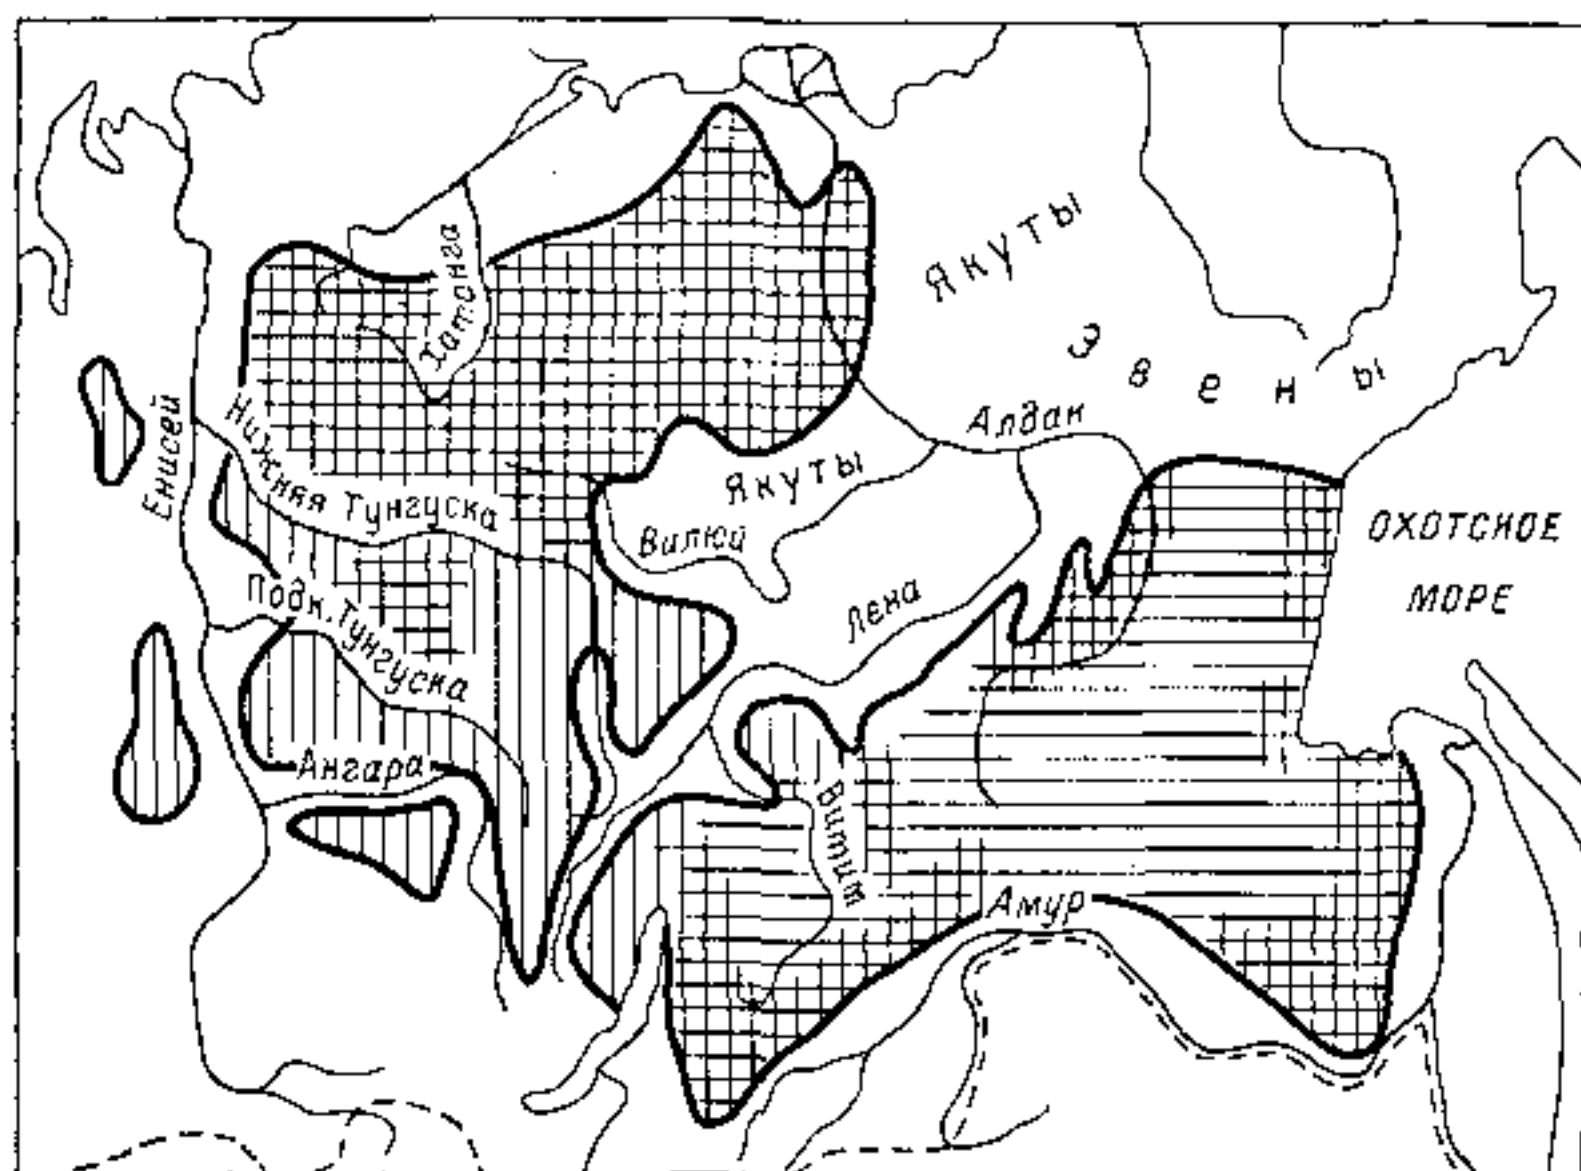 Якуты
Хатанга
Эвены
Енисей
Нижняя Тунгуска
Алдан
Якуты
Вилюй
ОХОТСКОЕ
МОРЕ
Подк. Тунгуска
Лена
Ангара
Витим
Амур